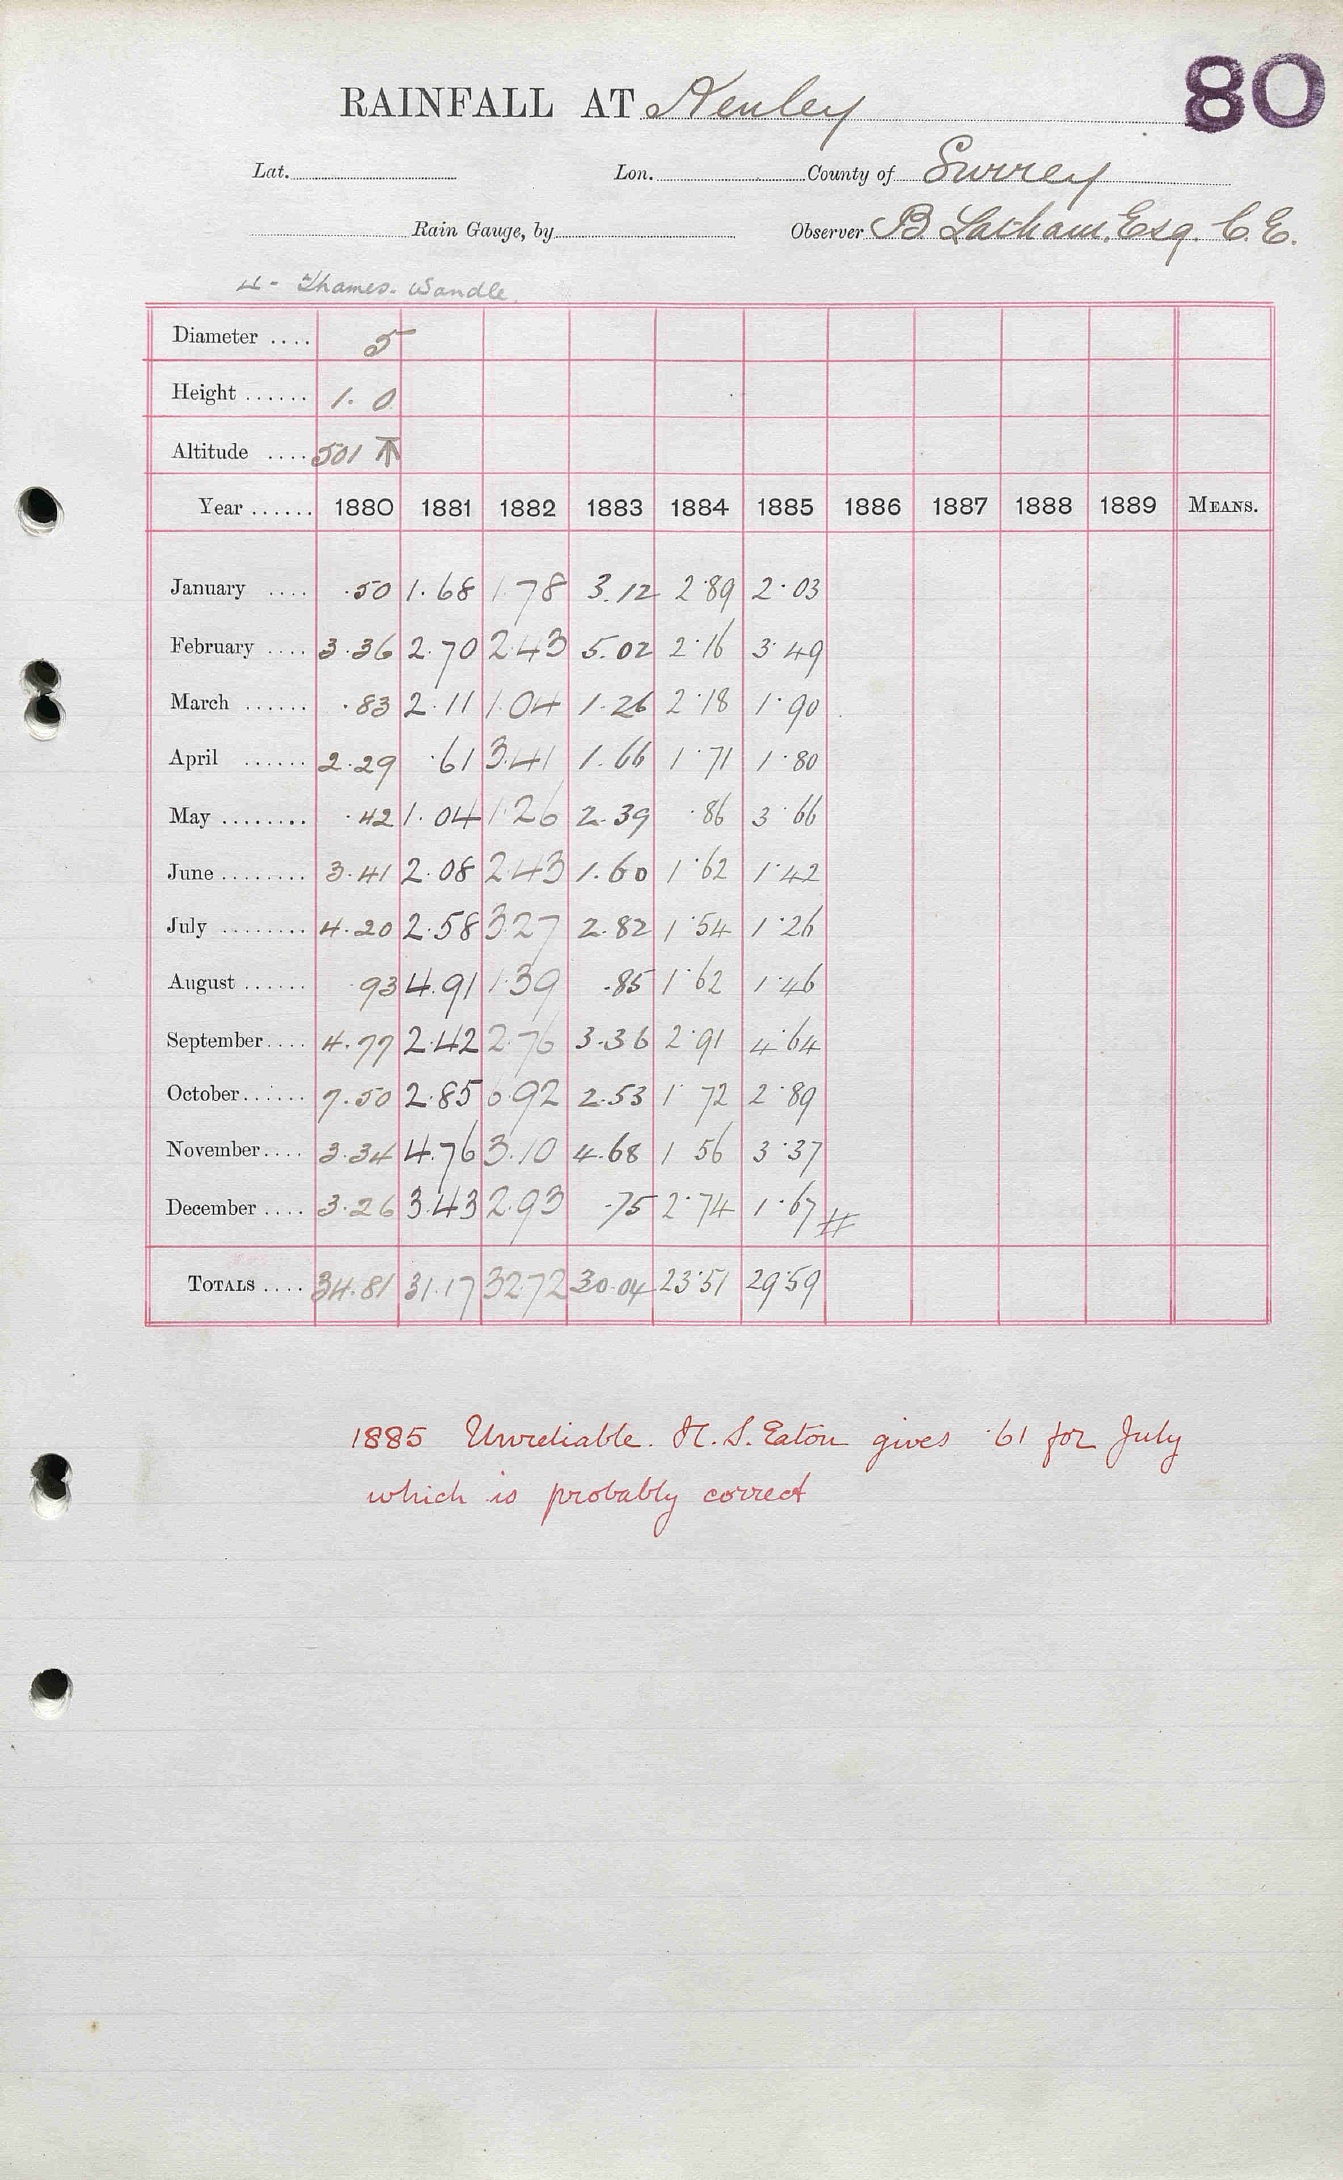 80
RAINFALL AT Kenley
Lat. Lon. County of Surrey
Rain Gauge, by Observer B. Latham, Esq. C.E.
4 - Thames - Wandle
Diameter .... 5
Height ...... 1. 0
Altitude .... 501
Year ...... 1880 1881 1882 1883 1884 1885 1886 1887 1888 1889 MEANS.
January .... .50 1.68 1.78 3.12 2.89 2.03
February .... 3.36 2.70 2.43 5.02 2.16 3.49
March ...... .83 2.11 1.04 1.26 2.18 1.90
April ...... 2.29 .61 3.41 1.66 1.71 1.80
May ........ .42 1.04 1.26 2.39 .86 3.66
June ........ 3.41 2.08 2.43 1.60 1.62 1.42
July ........ 4.20 2.58 3.27 2.82 1.54 1.26
August ...... .93 4.91 1.39 .85 1.62 1.46
September .... 4.77 2.42 2.76 3.36 2.91 4.64
October ...... 7.50 2.85 6.92 2.53 1.72 2.89
November .... 3.34 4.76 3.10 4.68 1 56 3.37
December .... 3.26 3.43 2.93 .75 2.74 1.67 #
TOTALS .... 34.81 31.17 32.72 30.04 23.51 29.59
1885 Unreliable. H. S. Eaton gives .61 for July
which is probably correct